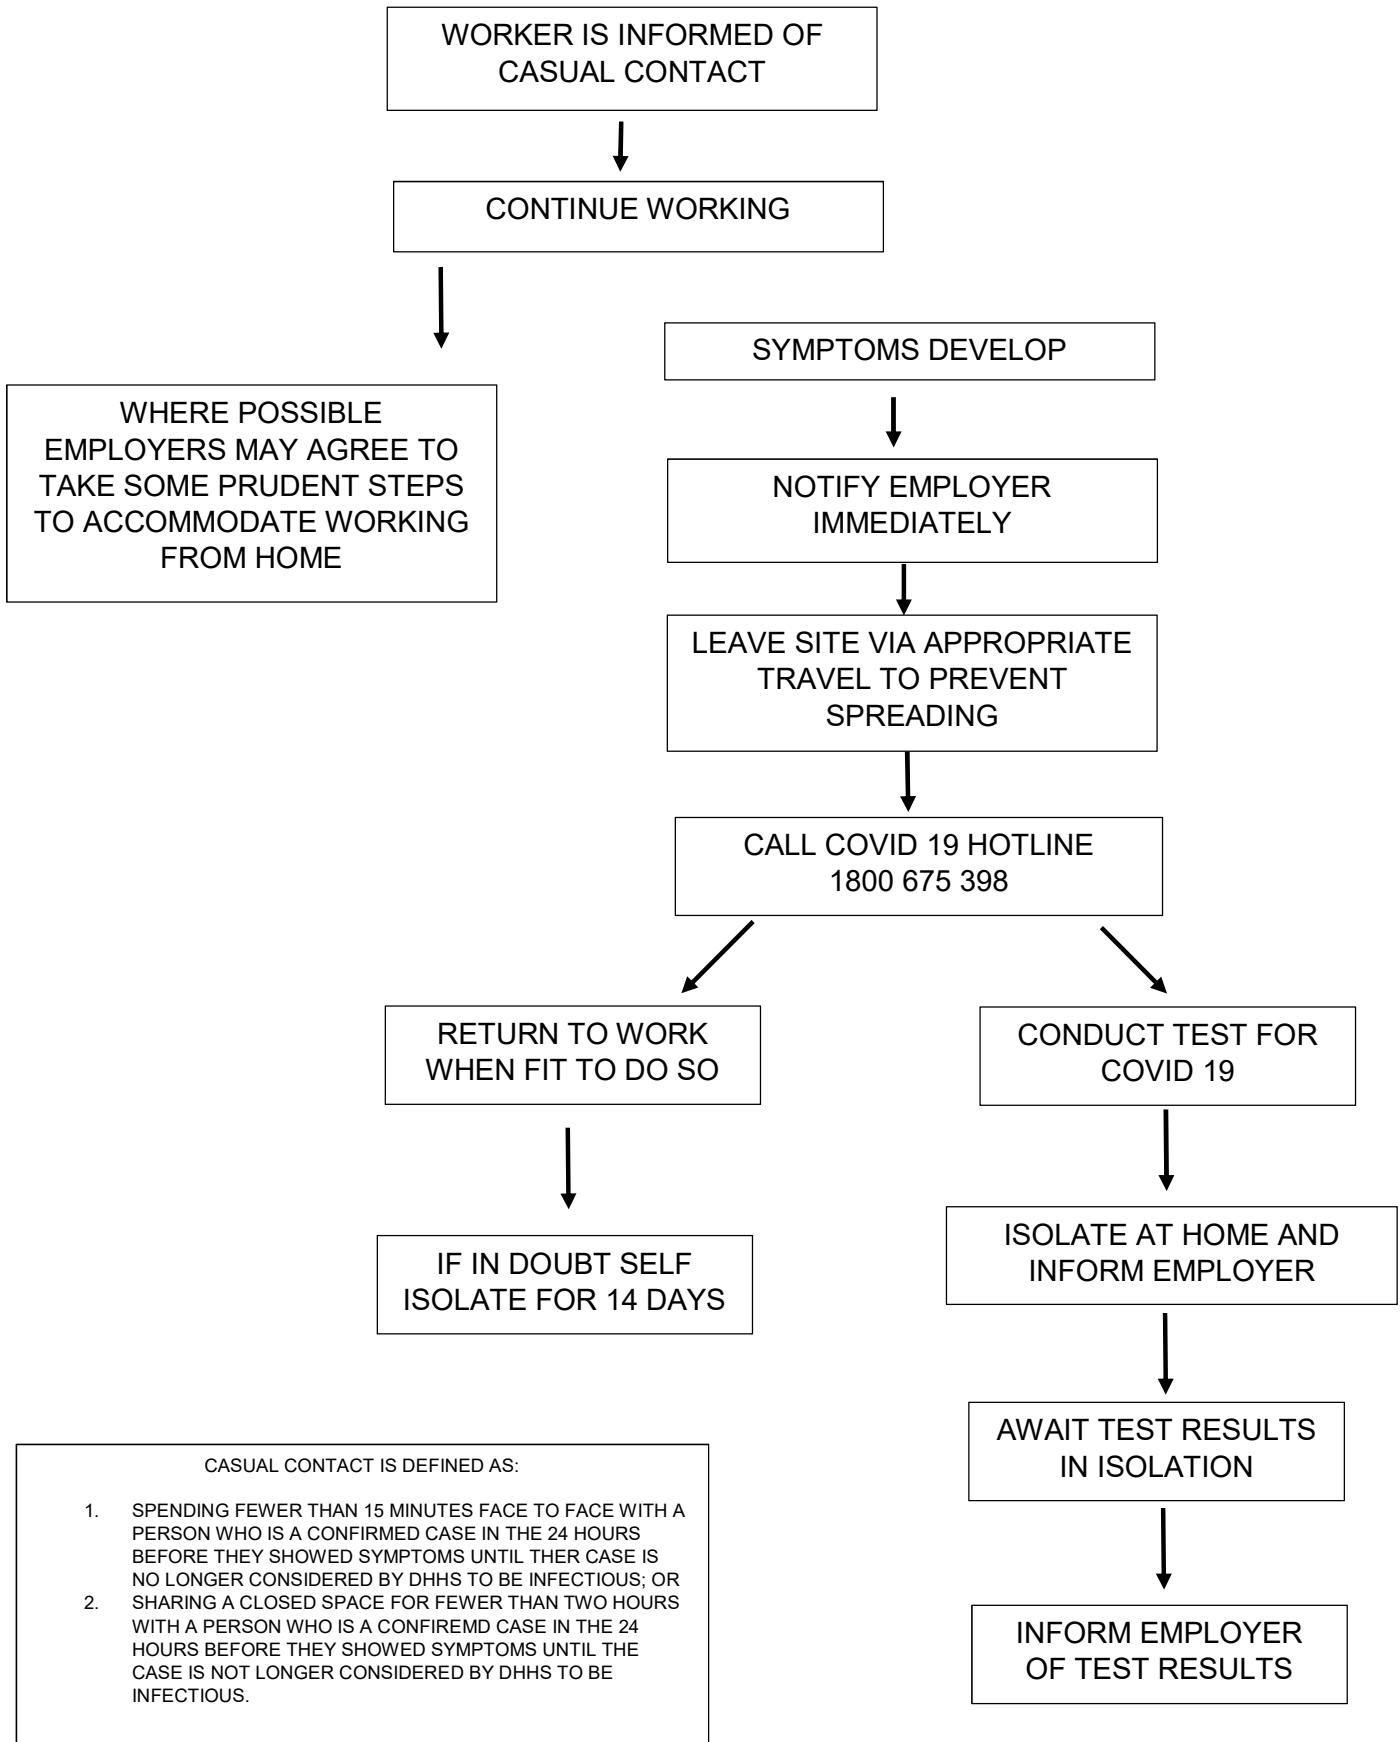 WORKER IS INFORMED OF
CASUAL CONTACT
CONTINUE WORKING
WHERE POSSIBLE
EMPLOYERS MAY AGREE TO
TAKE SOME PRUDENT STEPS
TO ACCOMMODATE WORKING
FROM HOME
SYMPTOMS DEVELOP
NOTIFY EMPLOYER
IMMEDIATELY
LEAVE SITE VIA APPROPRIATE
TRAVEL TO PREVENT
SPREADING
CALL COVID 19 HOTLINE
1800 675 398
RETURN TO WORK
WHEN FIT TO DO SO
IF IN DOUBT SELF
ISOLATE FOR 14 DAYS
CONDUCT TEST FOR
COVID 19
ISOLATE AT HOME AND
INFORM EMPLOYER
AWAIT TEST RESULTS
IN ISOLATION
INFORM EMPLOYER
OF TEST RESULTS
CASUAL CONTACT IS DEFINED AS:
1. SPENDING FEWER THAN 15 MINUTES FACE TO FACE WITH A
PERSON WHO IS A CONFIRMED CASE IN THE 24 HOURS
BEFORE THEY SHOWED SYMPTOMS UNTIL THER CASE IS
NO LONGER CONSIDERED BY DHHS TO BE INFECTIOUS; OR
2. SHARING A CLOSED SPACE FOR FEWER THAN TWO HOURS
WITH A PERSON WHO IS A CONFIREMD CASE IN THE 24
HOURS BEFORE THEY SHOWED SYMPTOMS UNTIL THE
CASE IS NOT LONGER CONSIDERED BY DHHS TO BE
INFECTIOUS.